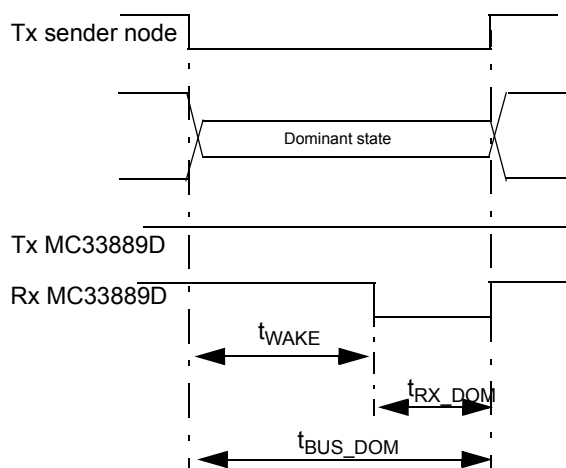 Tx sender node
Dominant state
Tx MC33889D
Rx MC33889D
tWAKE
tRX_DOM
tBUS_DOM